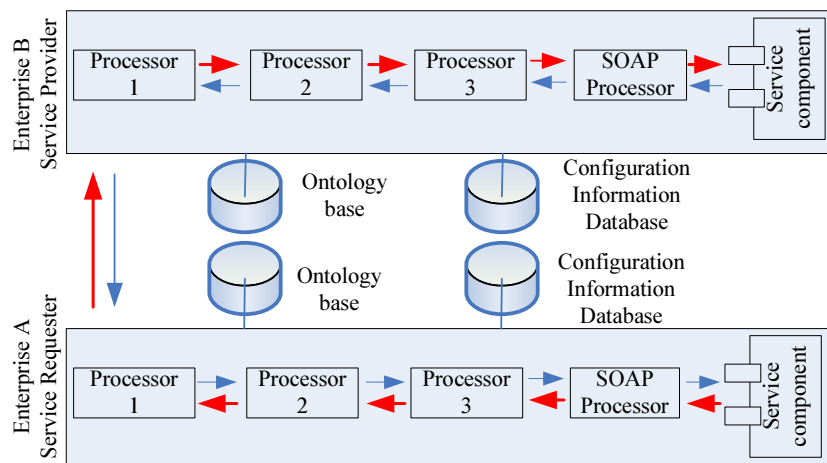 Enterprise B
Service Provider
Processor
1
Processor
2
Processor
3
SOAP
Processor
Service
component
Ontology
base
Configuration
Information
Database
Ontology
base
Configuration
Information
Database
Enterprise A
Service Requester
Processor
1
Processor
2
Processor
3
SOAP
Processor
Service
component